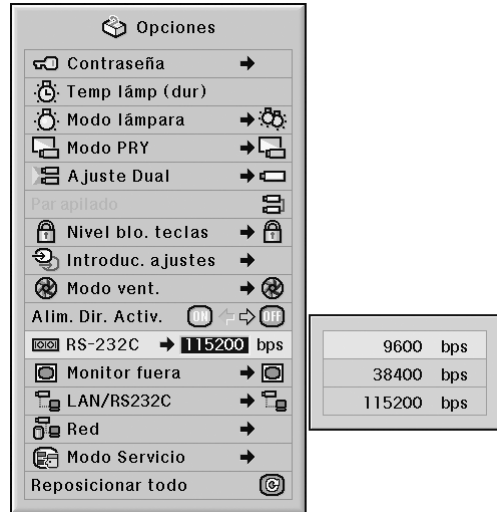 Opciones
Contraseña
Temp lámp (dur)
Modo lámpara
Modo PRY
Ajuste Dual
Par apilado
Nivel blo. teclas
Introduc. ajustes
Modo vent.
Alim. Dir. Activ. ON OFF
RS-232C 115200 bps
Monitor fuera
LAN/RS232C
Red
Modo Servicio
Reposicionar todo
9600 bps
38400 bps
115200 bps